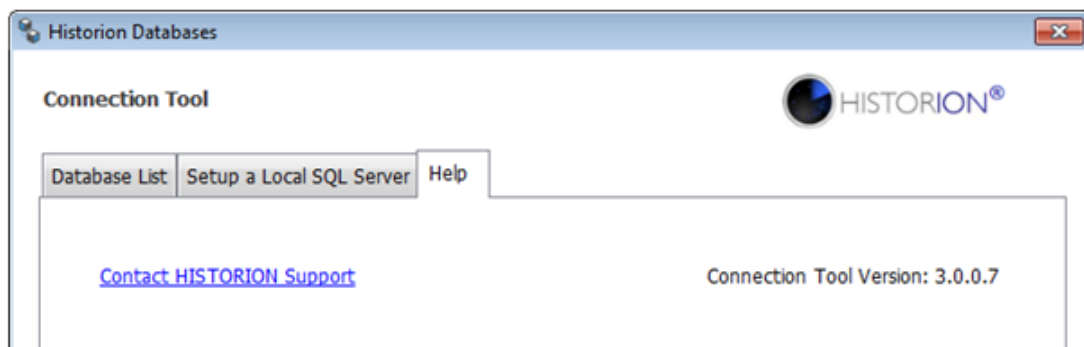 Historion Databases
Connection Tool
HISTORION®
Database List Setup a Local SQL Server Help
Contact HISTORION Support Connection Tool Version: 3.0.0.7